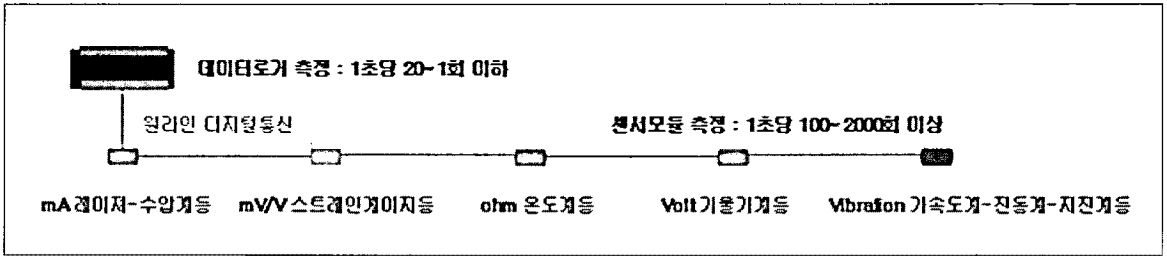 데이터로거 측정 : 1초당 20~1회 이하
원라인 디지털통신
센서모듈 측정 : 1초당 100~2000회 이상
mA 레이저-수압계등
mV/V 스트레인게이지등
ohm 온도계등
Volt 기울기계등
Vibration 가속도계-진동계-지진계등